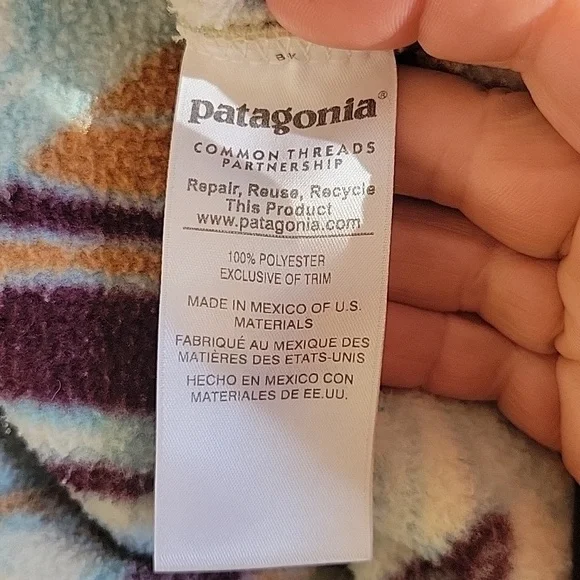 patagonia®
COMMON THREADS
PARTNERSHIP
Repair, Reuse, Recycle
This Product
www.patagonia.com
100% POLYESTER
EXCLUSIVE OF TRIM
MADE IN MEXICO OF U.S.
MATERIALS
FABRIQUÉ AU MEXIQUE DES
MATIÈRES DES ETATS-UNIS
HECHO EN MEXICO CON
MATERIALES DE EE.UU.